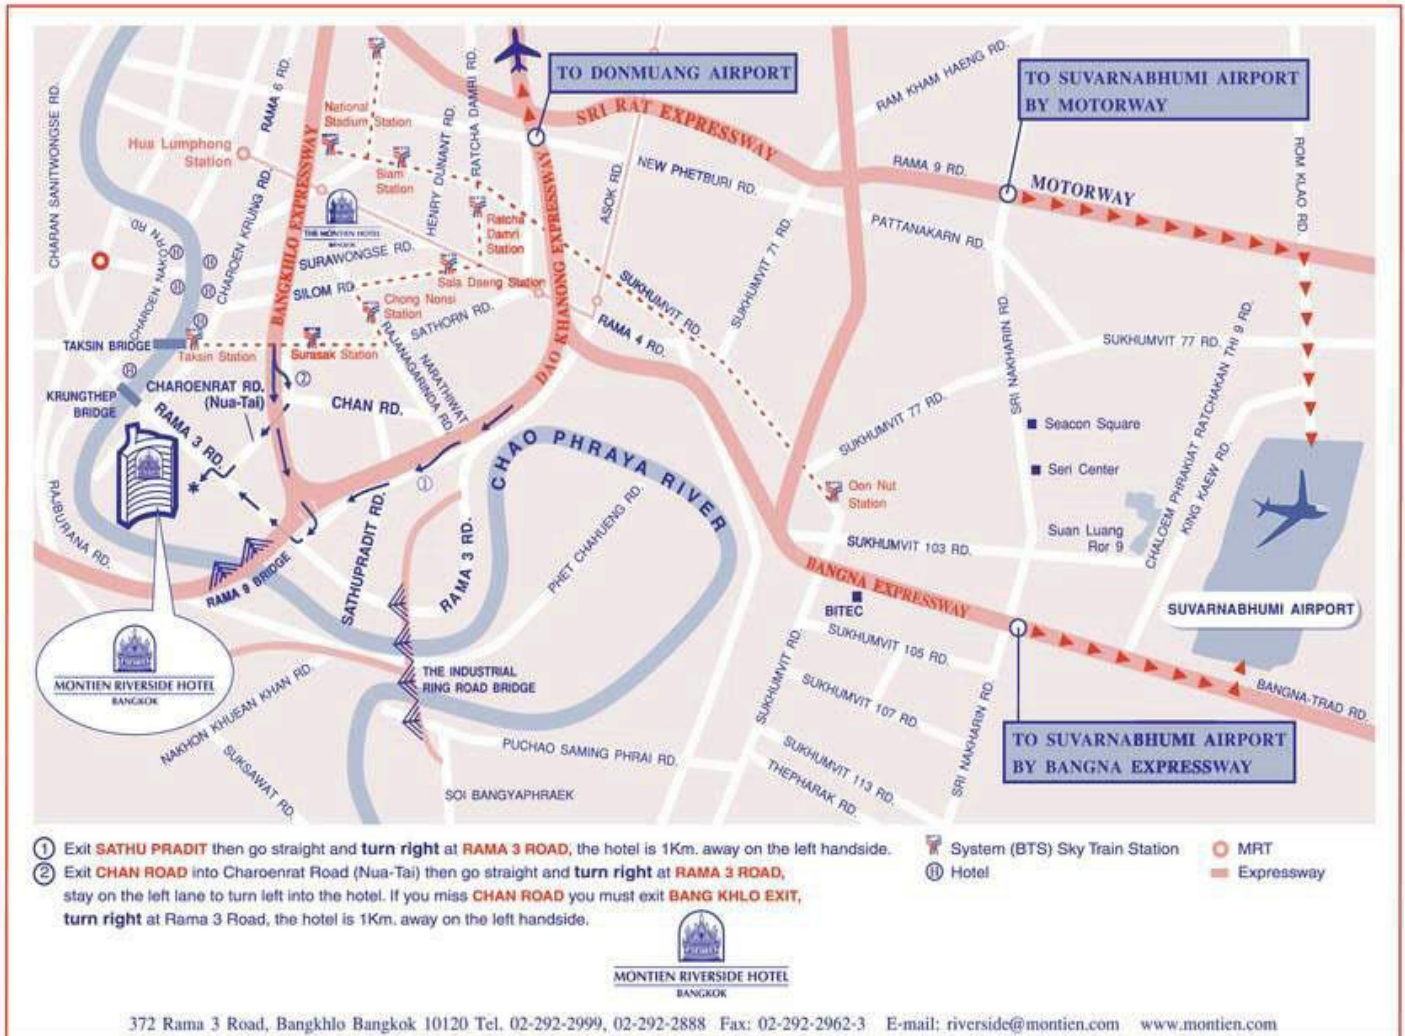 TO DONMUANG AIRPORT
TO SUVARNABHUMI AIRPORT
BY MOTORWAY
RAM KHAM HAENG RD.
SRI RAT EXPRESSWAY
CHARAN SANITWONGSE RD.
RAMA 6 RD.
National
Stadium Station
Hua Lumphong
Station
Siam
Station
HENRY DUNANT RD.
RATCHA DAMRI RD.
ASOK RD.
NEW PHETBURI RD.
RAMA 9 RD.
MOTORWAY
ROM KLAO RD.
PATTANAKARN RD.
CHAROEN KRUNG RD.
BANGKHLO EXPRESSWAY
THE MONTIEN HOTEL
BANGKOK
Ratcha
Damri
Station
DAO KHANONG EXPRESSWAY
SUKHUMVIT RD.
SUKHUMVIT 71 RD.
CHAROEN NAKORN RD.
SURAWONGSE RD.
SILOM RD.
Sala Daeng Station
Chong Nonsi
Station
SATHORN RD.
RAMA 4 RD.
SRI NAKHARIN RD.
SUKHUMVIT 77 RD.
CHALOEM PHRAKIAT RATCHAKAN THI 9 RD.
KING KAEW RD.
TAKSIN BRIDGE
Taksin Station
Surasak Station
NARATHIWAT
RAJANAGARINDA RD.
KRUNGTHEP
BRIDGE
CHAROENRAT RD.
(Nua-Tai)
2
CHAN RD.
RAMA 3 RD.
CHAO PHRAYA RIVER
SUKHUMVIT 77 RD.
Seacon Square
Seri Center
Oon Nut
Station
Suan Luang
Ror 9
1
RAJBURANA RD.
RAMA 9 BRIDGE
SATHUPRADIT RD.
RAMA 3 RD.
PHET CHAHUENG RD.
SUKHUMVIT 103 RD.
BANGNA EXPRESSWAY
BITEC
SUVARNABHUMI AIRPORT
SUKHUMVIT RD.
SUKHUMVIT 105 RD.
SUKHUMVIT 107 RD.
SUKHUMVIT 113 RD.
THEPHARAK RD.
SRI NAKHARIN RD.
BANGNA-TRAD RD.
MONTIEN RIVERSIDE HOTEL
BANGKOK
THE INDUSTRIAL
RING ROAD BRIDGE
NAKHON KHUEAN KHAN RD.
SUKSAWAT RD.
PUCHAO SAMING PHRAI RD.
SOI BANGYAPHRAEK
TO SUVARNABHUMI AIRPORT
BY BANGNA EXPRESSWAY
1 Exit SATHU PRADIT then go straight and turn right at RAMA 3 ROAD, the hotel is 1Km. away on the left handside.
2 Exit CHAN ROAD into Charoenrat Road (Nua-Tai) then go straight and turn right at RAMA 3 ROAD,
stay on the left lane to turn left into the hotel. If you miss CHAN ROAD you must exit BANG KHLO EXIT,
turn right at Rama 3 Road, the hotel is 1Km. away on the left handside.
System (BTS) Sky Train Station
MRT
H Hotel
Expressway
MONTIEN RIVERSIDE HOTEL
BANGKOK
372 Rama 3 Road, Bangkhlo Bangkok 10120 Tel. 02-292-2999, 02-292-2888 Fax: 02-292-2962-3 E-mail: riverside@montien.com www.montien.com